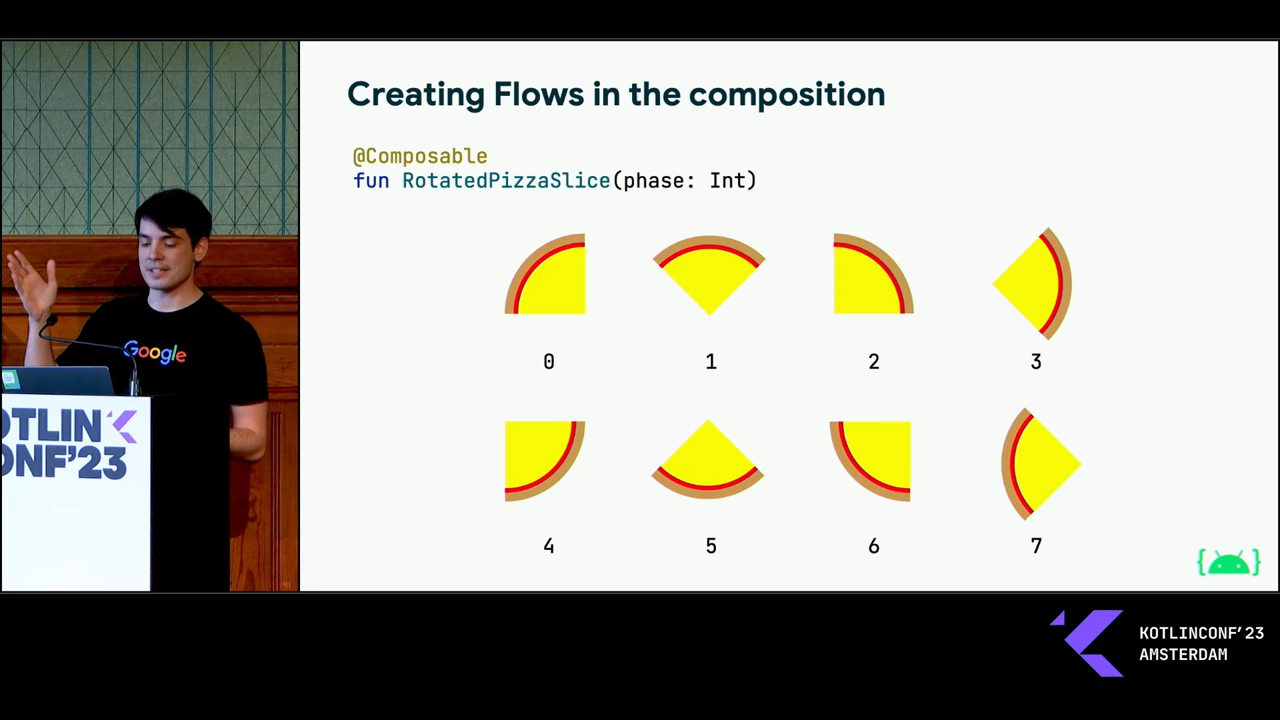 Creating Flows in the composition
@Composable
fun RotatedPizzaSlice(phase: Int)
0 1 2 3
4 5 6 7
{ }
Google
OTLIN
ONF'23
KOTLINCONF'23
AMSTERDAM